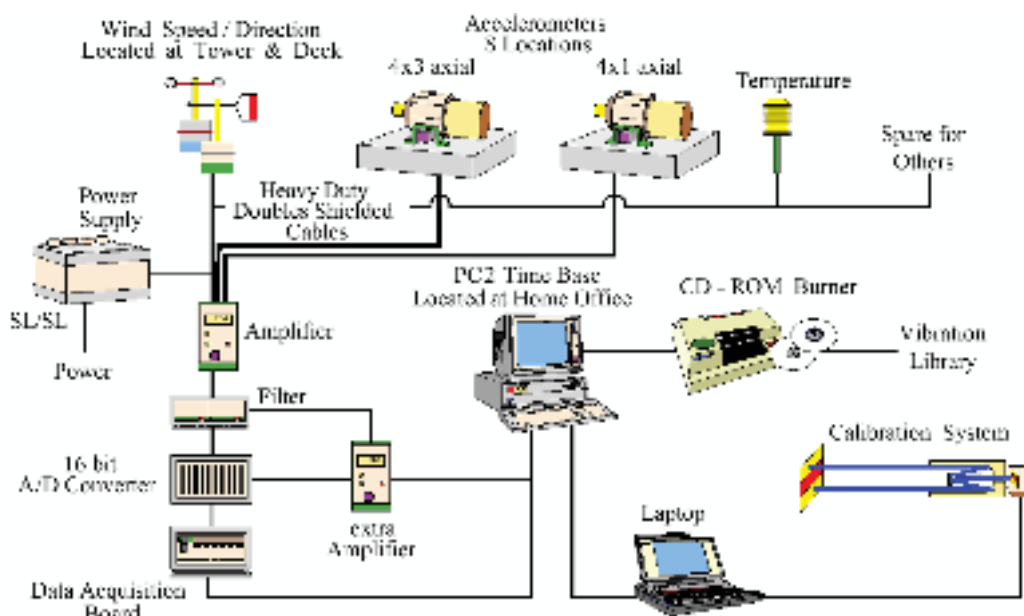 Wind Speed / Direction
Located at Tower & Deck
Accelerometers
8 Locations
4x3 axial
4x1 axial
Temperature
Spare for
Others
Power
Supply
Heavy Duty
Doubles Shielded
Cables
SL/SL
Power
Amplifier
PC2 Time Base
Located at Home Office
CD - ROM Burner
Vibration
Library
Filter
16 bit
A/D Converter
extra
Amplifier
Calibration System
Laptop
Data Acquisition
Board